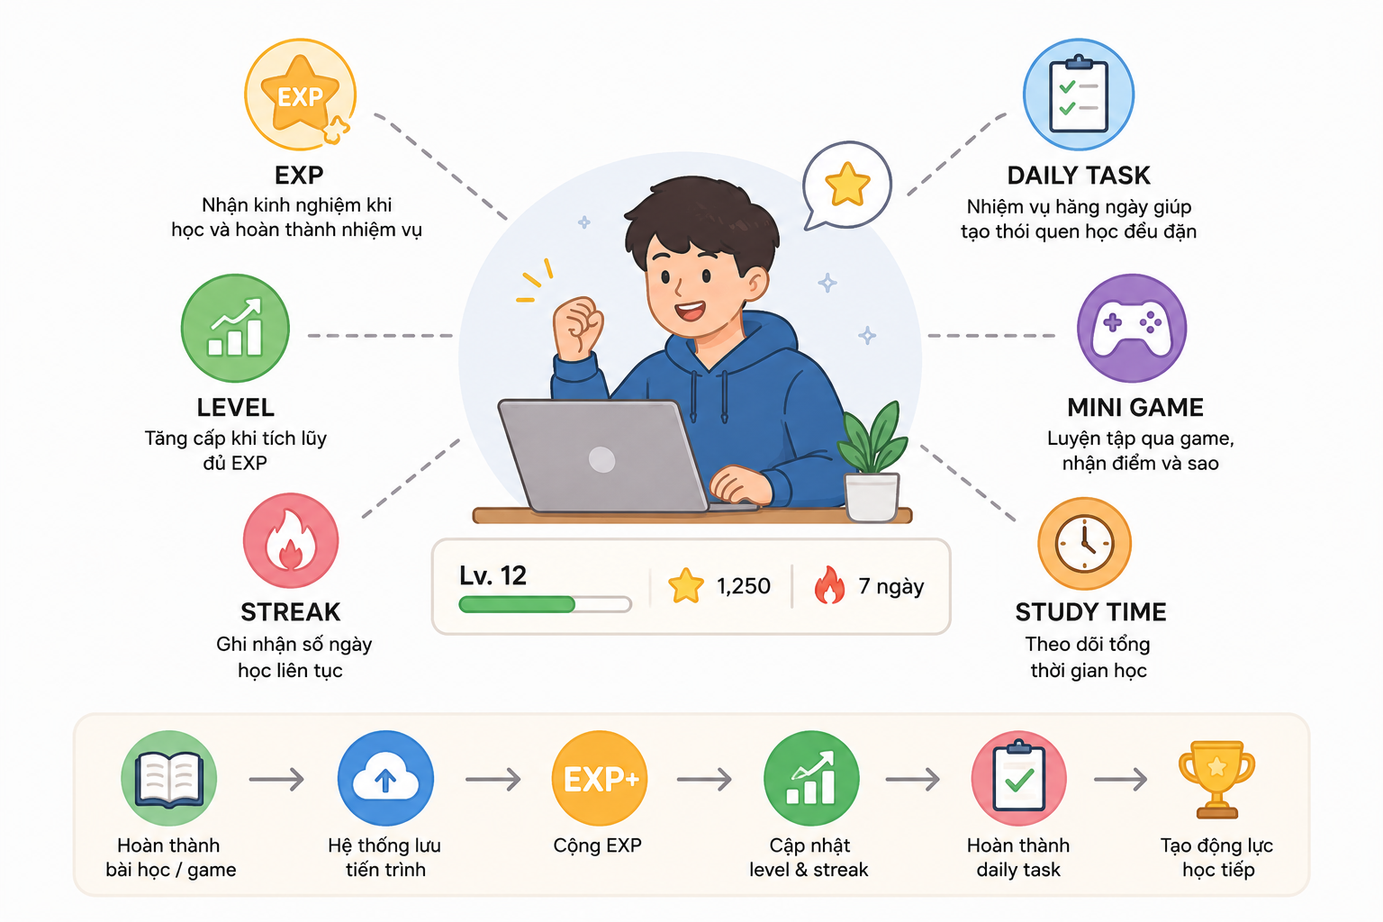 EXP
EXP
Nhận kinh nghiệm khi
học và hoàn thành nhiệm vụ
LEVEL
Tăng cấp khi tích lũy
đủ EXP
STREAK
Ghi nhận số ngày
học liên tục
DAILY TASK
Nhiệm vụ hằng ngày giúp
tạo thói quen học đều đặn
MINI GAME
Luyện tập qua game,
nhận điểm và sao
STUDY TIME
Theo dõi tổng
thời gian học
Lv. 12
1,250
7 ngày
Hoàn thành
bài học / game
Hệ thống lưu
tiến trình
EXP+
Cộng EXP
Cập nhật
level & streak
Hoàn thành
daily task
Tạo động lực
học tiếp